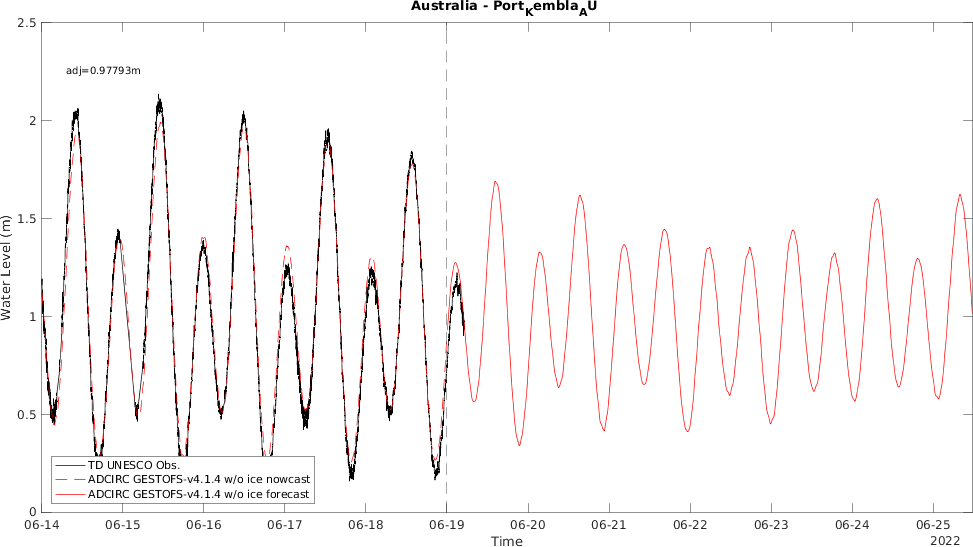 Australia - Port_Kembla_AU
2.5
adj=0.97793m
2
1.5
Water Level (m)
1
0.5
TD UNESCO Obs.
ADCIRC GESTOFS-v4.1.4 w/o ice nowcast
ADCIRC GESTOFS-v4.1.4 w/o ice forecast
0
06-14 06-15 06-16 06-17 06-18 06-19 06-20 06-21 06-22 06-23 06-24 06-25
Time 2022